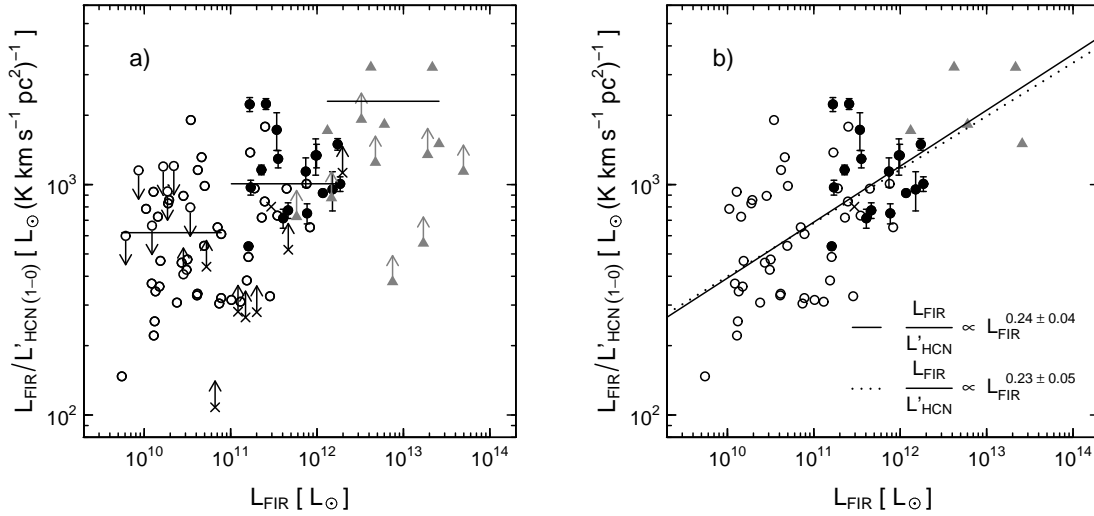 a)
L_FIR/L'_HCN (1−0) [ L_⊙ (K km s^−1 pc^2)^−1 ]
10^3
10^2
10^10 10^11 10^12 10^13 10^14
L_FIR [ L_⊙ ]
b)
L_FIR/L'_HCN (1−0) [ L_⊙ (K km s^−1 pc^2)^−1 ]
10^3
10^2
L_FIR
L'_HCN ∝ L_FIR^0.24 ± 0.04
L_FIR
L'_HCN ∝ L_FIR^0.23 ± 0.05
10^10 10^11 10^12 10^13 10^14
L_FIR [ L_⊙ ]